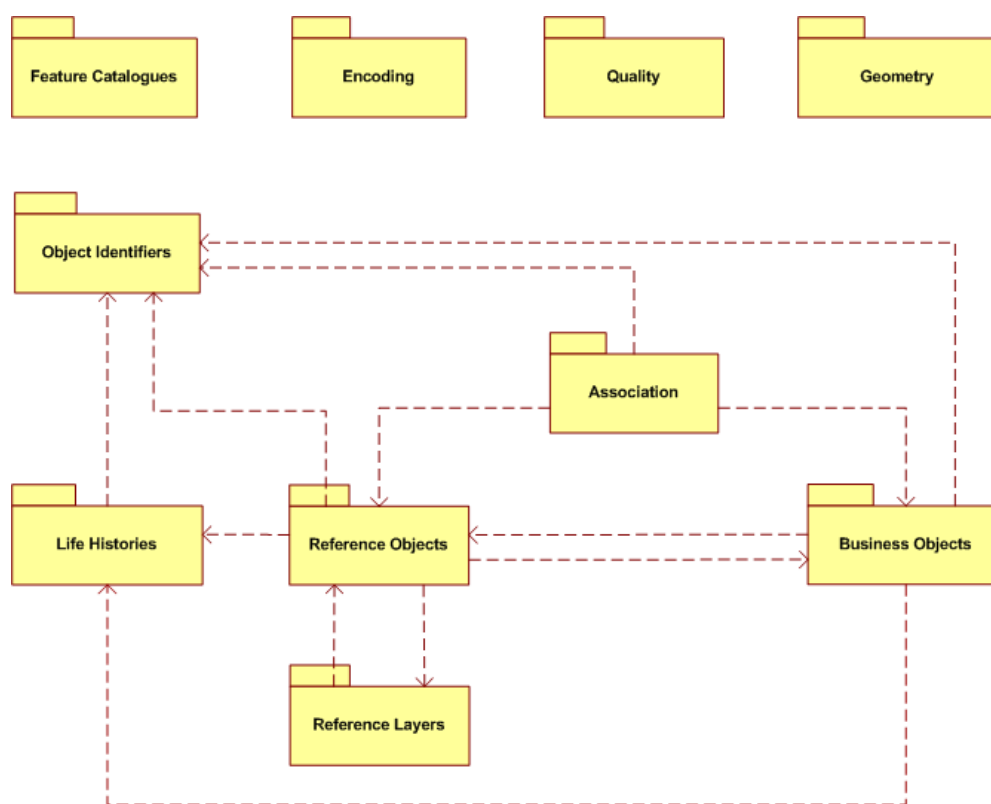 Feature Catalogues
Encoding
Quality
Geometry
Object Identifiers
Association
Life Histories
Reference Objects
Business Objects
Reference Layers